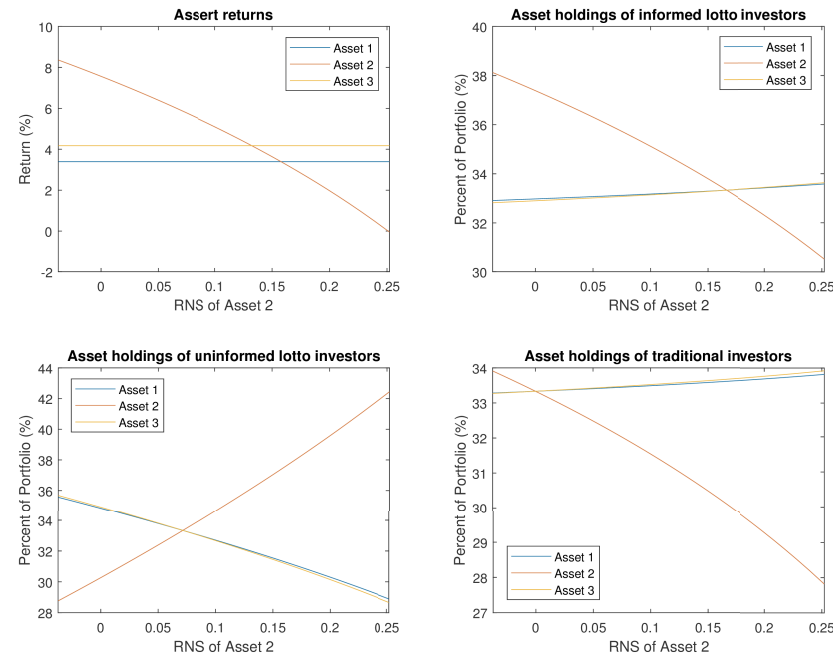 Assert returns
10
8
6
4
2
0
-2
Return (%)
Asset 1
Asset 2
Asset 3
0
0.05
0.1
0.15
0.2
0.25
RNS of Asset 2
Asset holdings of informed lotto investors
40
38
36
34
32
30
Percent of Portfolio (%)
Asset 1
Asset 2
Asset 3
0
0.05
0.1
0.15
0.2
0.25
RNS of Asset 2
Asset holdings of uninformed lotto investors
44
42
40
38
36
34
32
30
28
Percent of Portfolio (%)
Asset 1
Asset 2
Asset 3
0
0.05
0.1
0.15
0.2
0.25
RNS of Asset 2
Asset holdings of traditional investors
34
33
32
31
30
29
28
27
Percent of Portfolio (%)
Asset 1
Asset 2
Asset 3
0
0.05
0.1
0.15
0.2
0.25
RNS of Asset 2